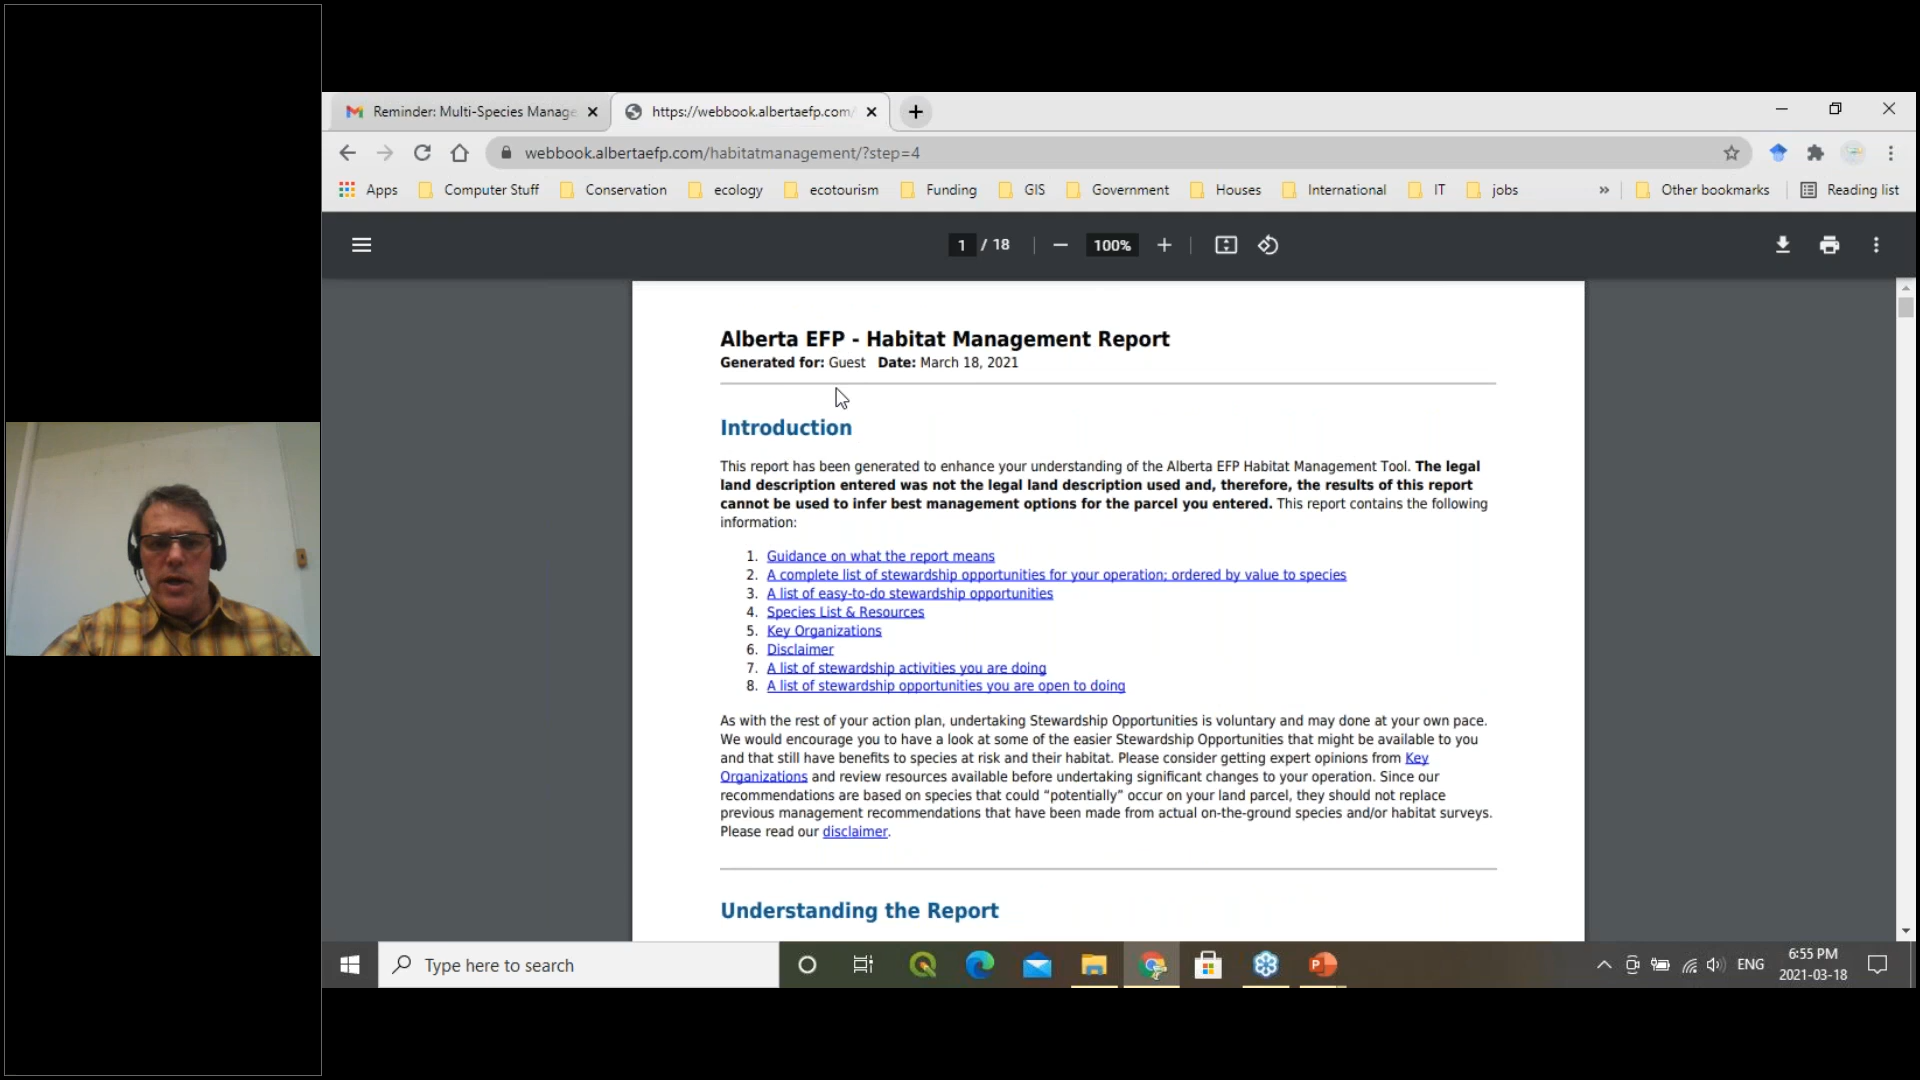 Reminder: Multi-Species Manage
https://webbook.albertaefp.com/
webbook.albertaefp.com/habitatmanagement/?step=4
Apps Computer Stuff Conservation ecology ecotourism Funding GIS Government Houses International IT jobs » Other bookmarks Reading list
1 / 18 100%
Alberta EFP - Habitat Management Report
Generated for: Guest Date: March 18, 2021
Introduction
This report has been generated to enhance your understanding of the Alberta EFP Habitat Management Tool. The legal
land description entered was not the legal land description used and, therefore, the results of this report
cannot be used to infer best management options for the parcel you entered. This report contains the following
information:
1. Guidance on what the report means
2. A complete list of stewardship opportunities for your operation; ordered by value to species
3. A list of easy-to-do stewardship opportunities
4. Species List & Resources
5. Key Organizations
6. Disclaimer
7. A list of stewardship activities you are doing
8. A list of stewardship opportunities you are open to doing
As with the rest of your action plan, undertaking Stewardship Opportunities is voluntary and may done at your own pace.
We would encourage you to have a look at some of the easier Stewardship Opportunities that might be available to you
and that still have benefits to species at risk and their habitat. Please consider getting expert opinions from Key
Organizations and review resources available before undertaking significant changes to your operation. Since our
recommendations are based on species that could “potentially” occur on your land parcel, they should not replace
previous management recommendations that have been made from actual on-the-ground species and/or habitat surveys.
Please read our disclaimer.
Understanding the Report
Type here to search
ENG
6:55 PM
2021-03-18